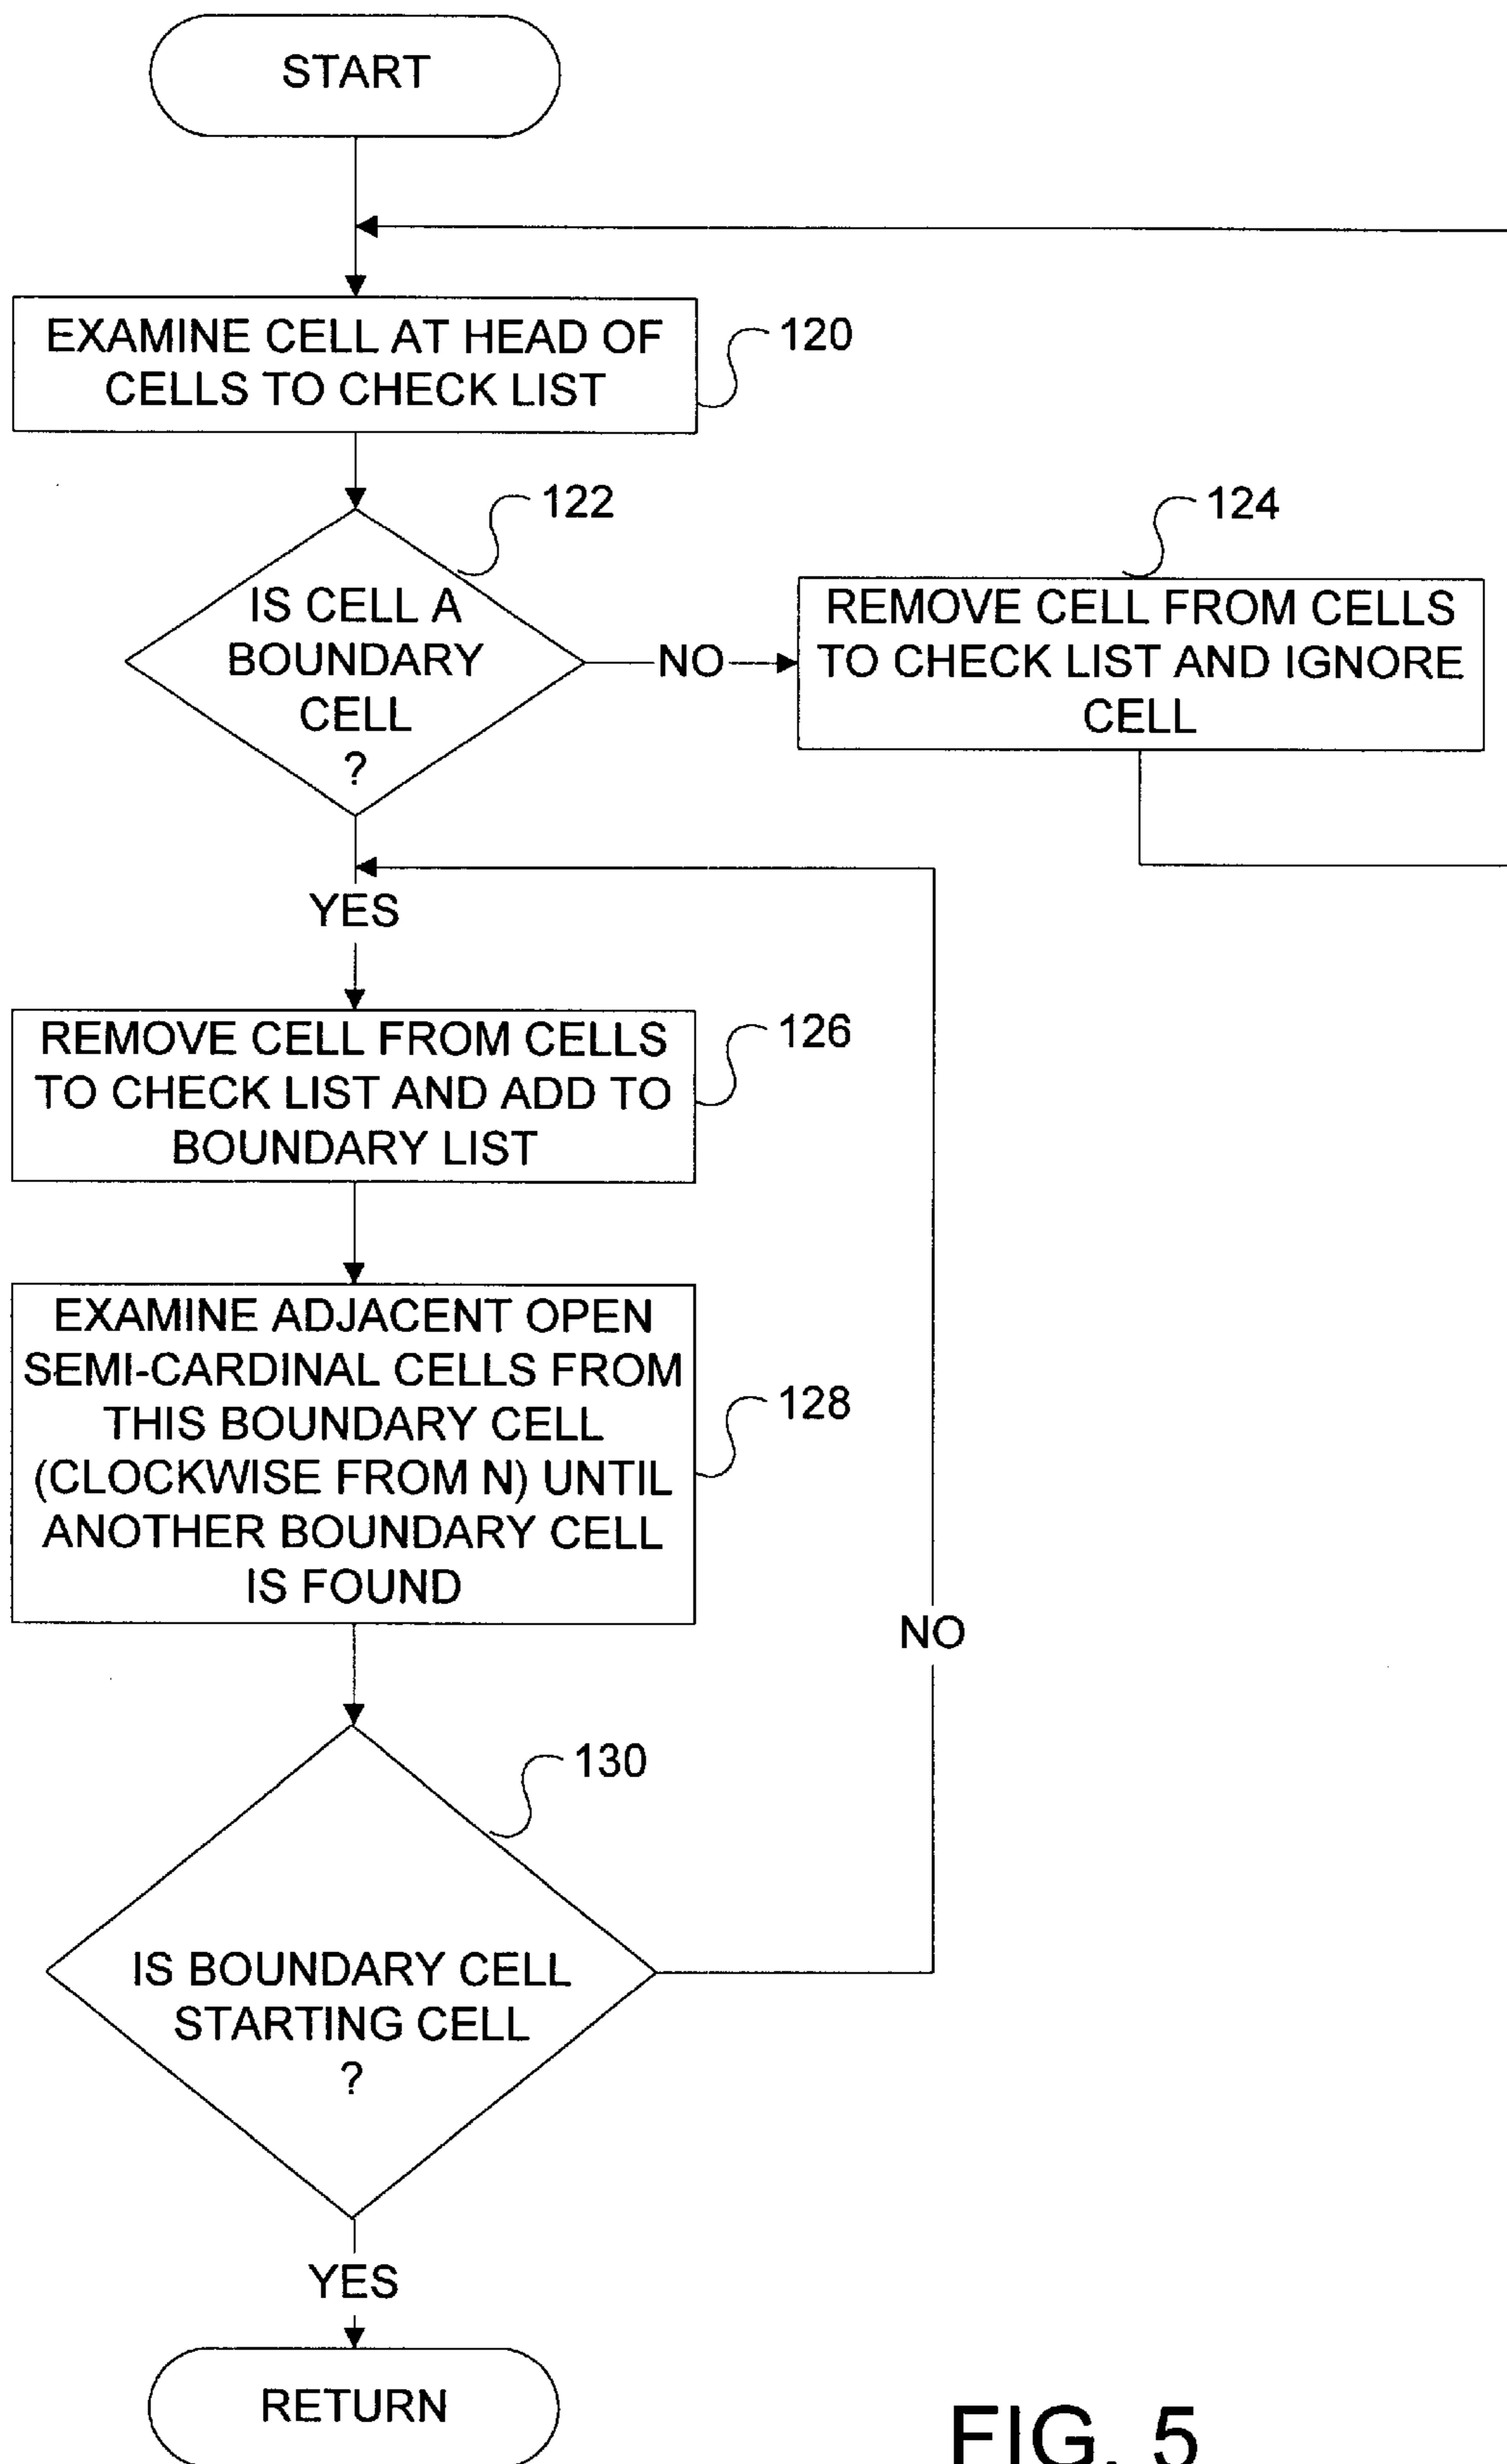 START
EXAMINE CELL AT HEAD OF
CELLS TO CHECK LIST
120
122
IS CELL A
BOUNDARY
CELL
?
NO
124
REMOVE CELL FROM CELLS
TO CHECK LIST AND IGNORE
CELL
YES
REMOVE CELL FROM CELLS
TO CHECK LIST AND ADD TO
BOUNDARY LIST
126
EXAMINE ADJACENT OPEN
SEMI-CARDINAL CELLS FROM
THIS BOUNDARY CELL
(CLOCKWISE FROM N) UNTIL
ANOTHER BOUNDARY CELL
IS FOUND
128
NO
130
IS BOUNDARY CELL
STARTING CELL
?
YES
RETURN
FIG. 5